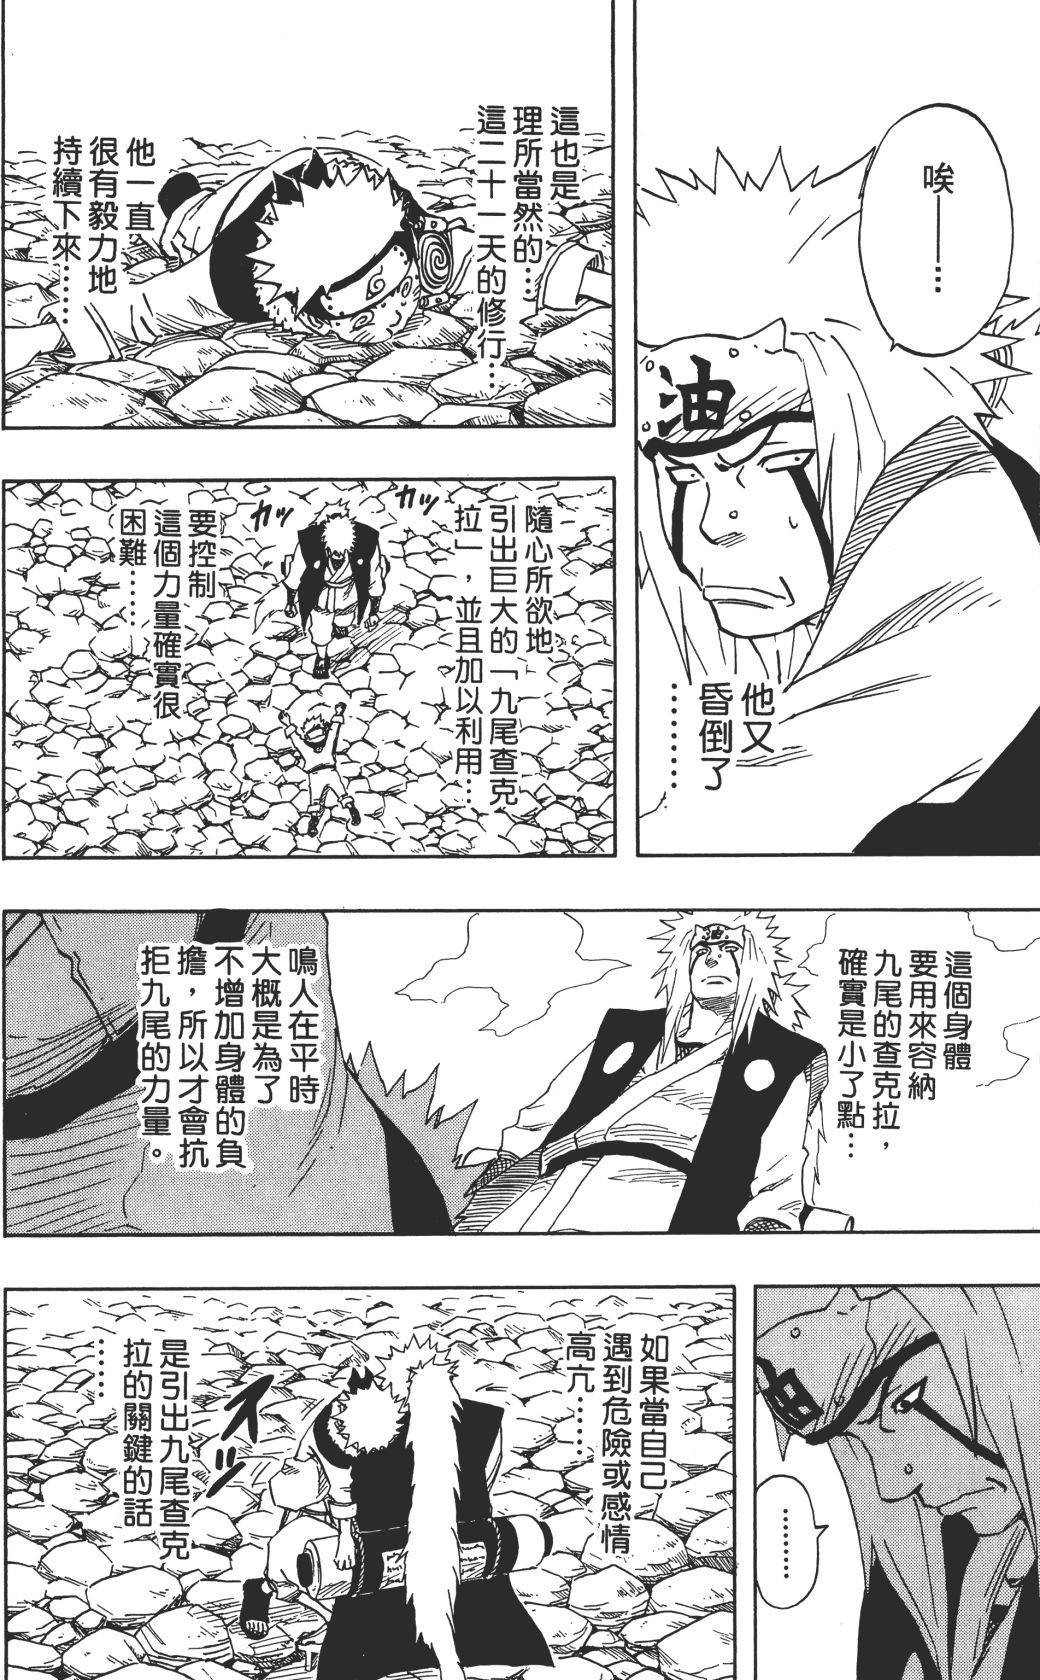 唉——…
油
他又
昏倒了
………
這也是
理所當然的…
這二十一天的修行…
他一直
很有毅力地
持續下來……
隨心所欲地
引出巨大的「九尾查克
拉」，並且加以利用…
カッ
カッ
要控制
這個力量確實很
困難……
這個身體
要用來容納
九尾的查克拉，
確實是小了點…
油
鳴人在平時
大概是為了
不增加身體的負
擔，所以才會抗
拒九尾的力量。
油
………
如果當自己
遇到危險或感情
高亢……
イッ
是引出九尾查克
拉的關鍵的話
……